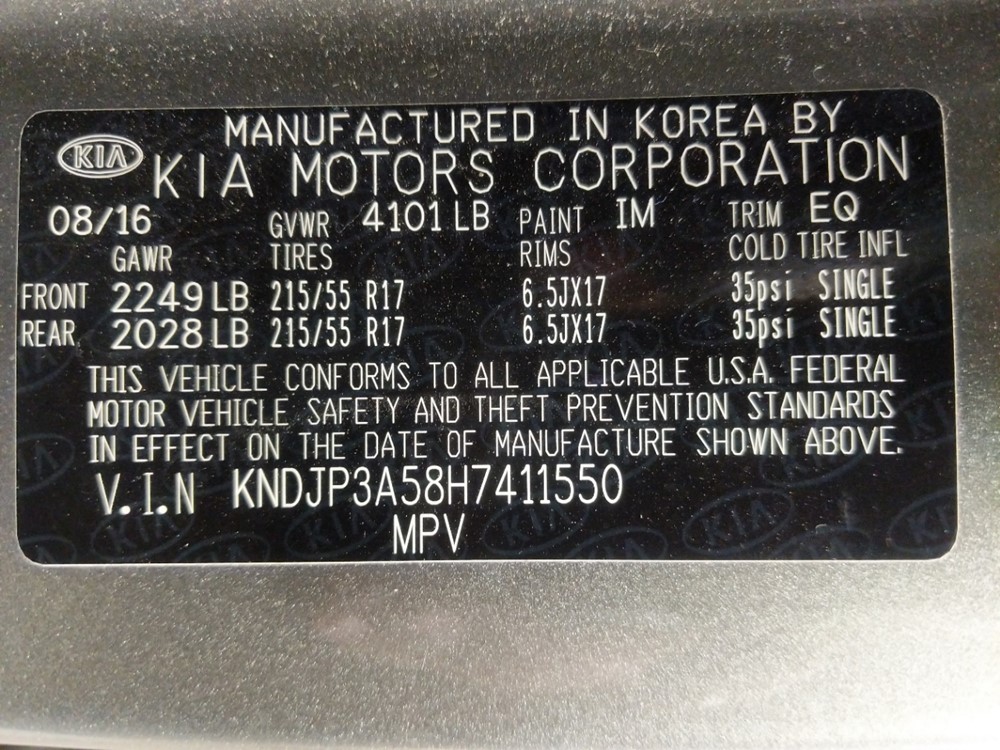 MANUFACTURED IN KOREA BY
KIA KIA MOTORS CORPORATION
08/16 GVWR 4101 LB PAINT IM TRIM EQ
GAWR TIRES RIMS COLD TIRE INFL
FRONT 2249 LB 215/55 R17 6.5JX17 35psi SINGLE
REAR 2028 LB 215/55 R17 6.5JX17 35psi SINGLE
THIS VEHICLE CONFORMS TO ALL APPLICABLE U.S.A. FEDERAL
MOTOR VEHICLE SAFETY AND THEFT PREVENTION STANDARDS
IN EFFECT ON THE DATE OF MANUFACTURE SHOWN ABOVE.
V.I.N KNDJP3A58H7411550
MPV